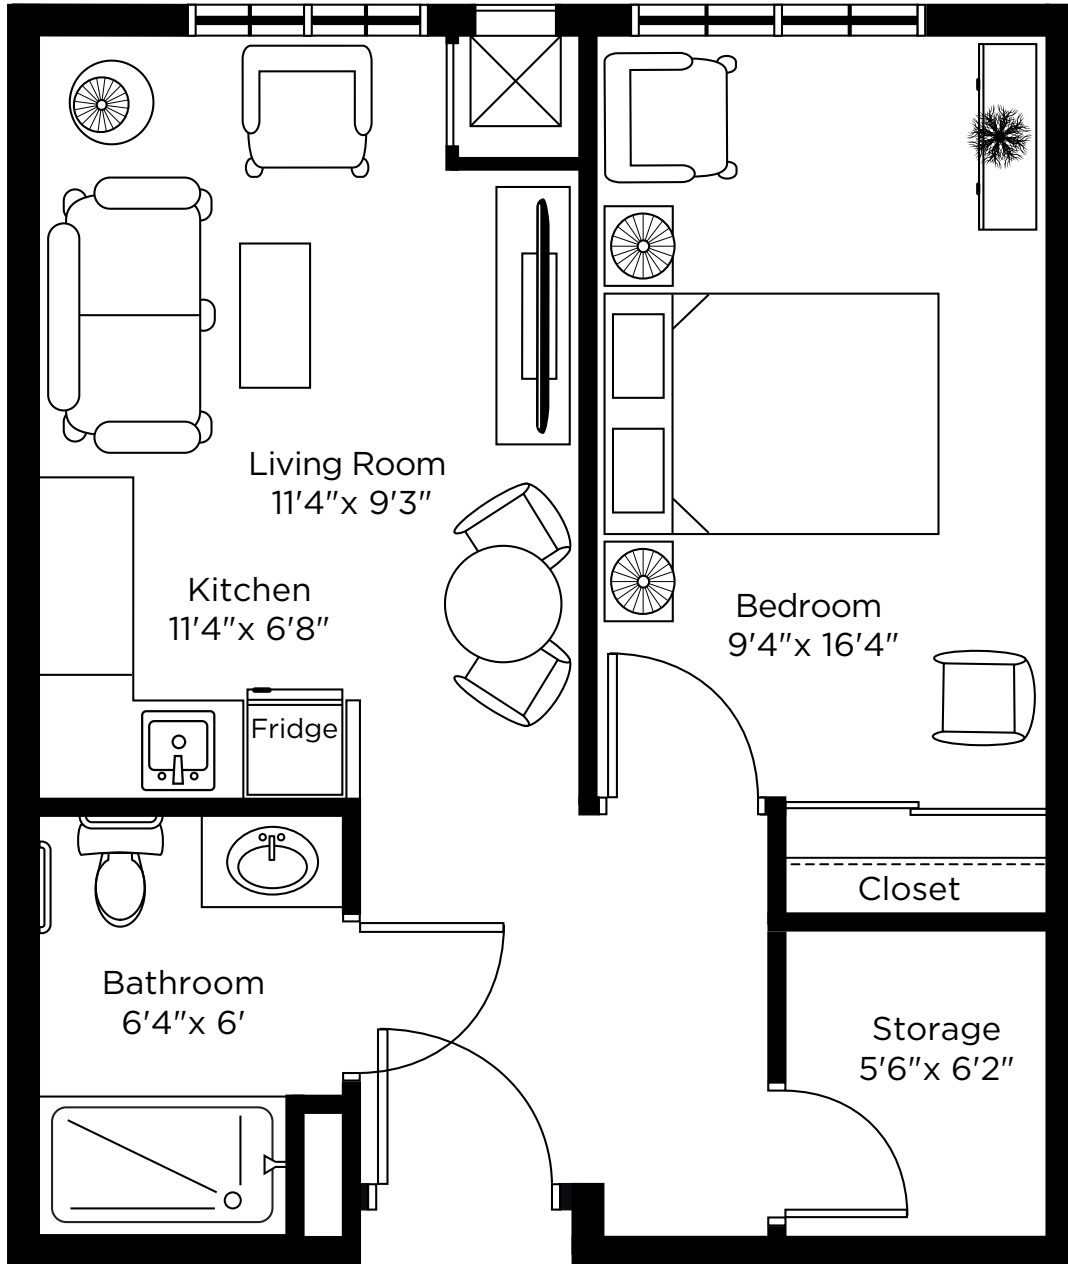 Living Room
11'4"x 9'3"
Kitchen
11'4"x 6'8"
Fridge
Bedroom
9'4"x 16'4"
Closet
Bathroom
6'4"x 6'
Storage
5'6"x 6'2"